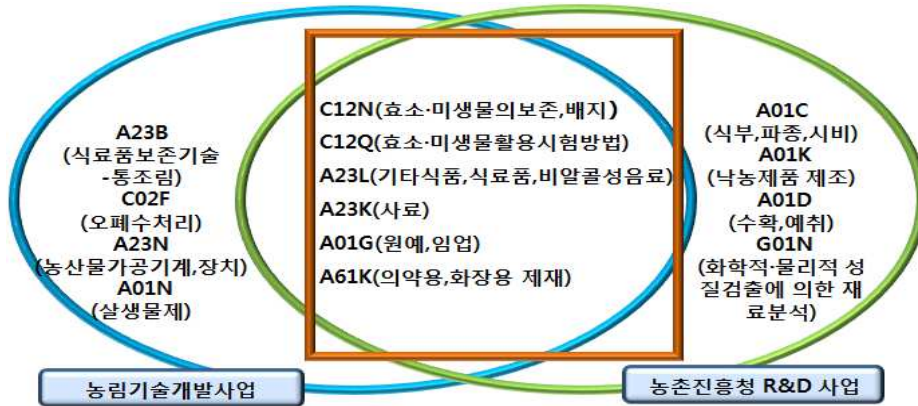 A23B
(식료품보존기술
-통조림)
C02F
(오폐수처리)
A23N
(농산물가공기계,장치)
A01N
(살생물제)
C12N(효소·미생물의보존,배지)
C12Q(효소·미생물활용시험방법)
A23L(기타식품,식료품,비알콜성음료)
A23K(사료)
A01G(원예,임업)
A61K(의약용,화장용 제재)
A01C
(식부,파종,시비)
A01K
(낙농제품 제조)
A01D
(수확,예취)
G01N
(화학적·물리적 성
질검출에 의한 재
료분석)
농림기술개발사업
농촌진흥청 R&D 사업